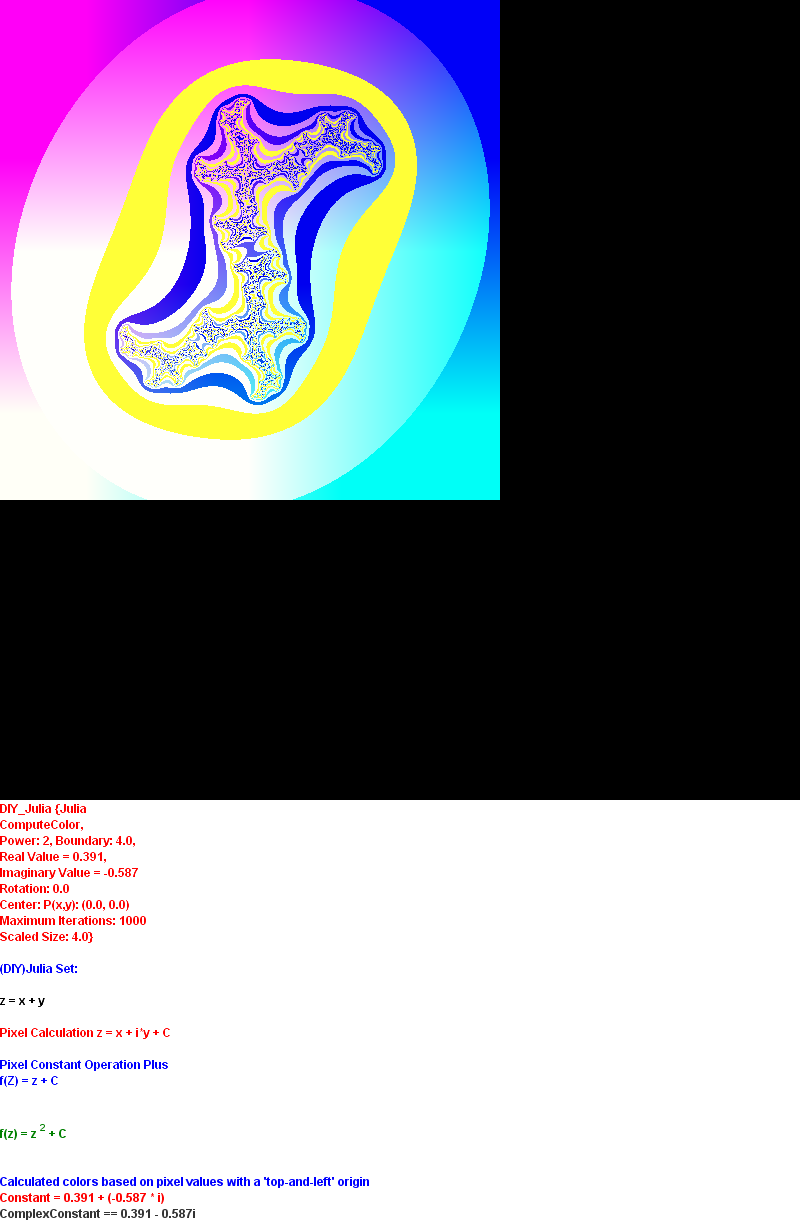 DIY_Julia {Julia
ComputeColor,
Power: 2, Boundary: 4.0,
Real Value = 0.391,
Imaginary Value = -0.587
Rotation: 0.0
Center: P(x,y): (0.0, 0.0)
Maximum Iterations: 1000
Scaled Size: 4.0}
(DIY)Julia Set:
z = x + y
Pixel Calculation z = x + i*y + C
Pixel Constant Operation Plus
f(Z) = z + C
f(z) = z 2 + C
Calculated colors based on pixel values with a 'top-and-left' origin
Constant = 0.391 + (-0.587 * i)
ComplexConstant == 0.391 - 0.587i